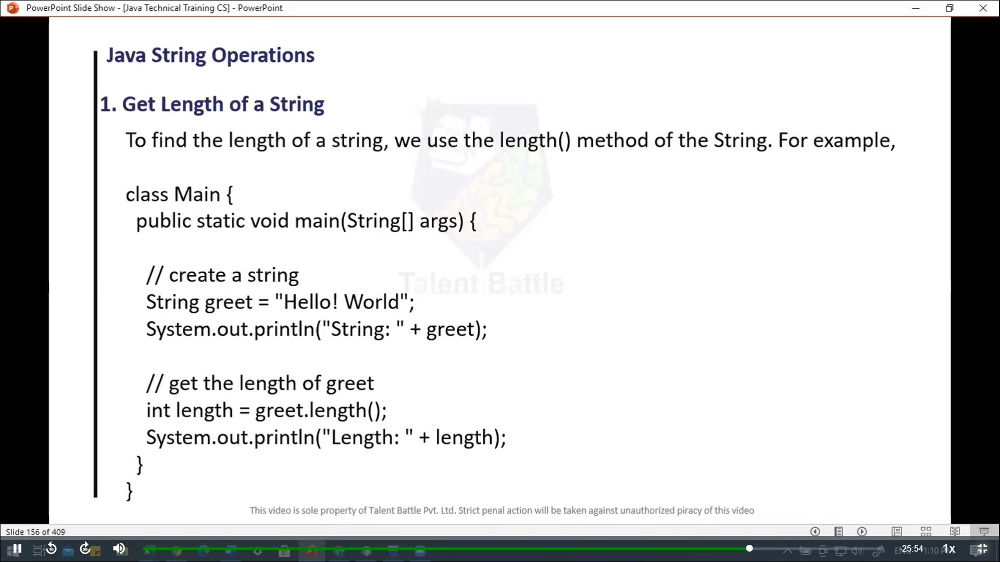 PowerPoint Slide Show - [Java Technical Training CS] - PowerPoint
Java String Operations
1. Get Length of a String
To find the length of a string, we use the length() method of the String. For example,
class Main {
public static void main(String[] args) {
// create a string
String greet = "Hello! World";
System.out.println("String: " + greet);
// get the length of greet
int length = greet.length();
System.out.println("Length: " + length);
}
}
Talent Battle
This video is sole property of Talent Battle Pvt. Ltd. Strict penal action will be taken against unauthorized piracy of this video
Slide 156 of 409
10
30
-25:54
1x